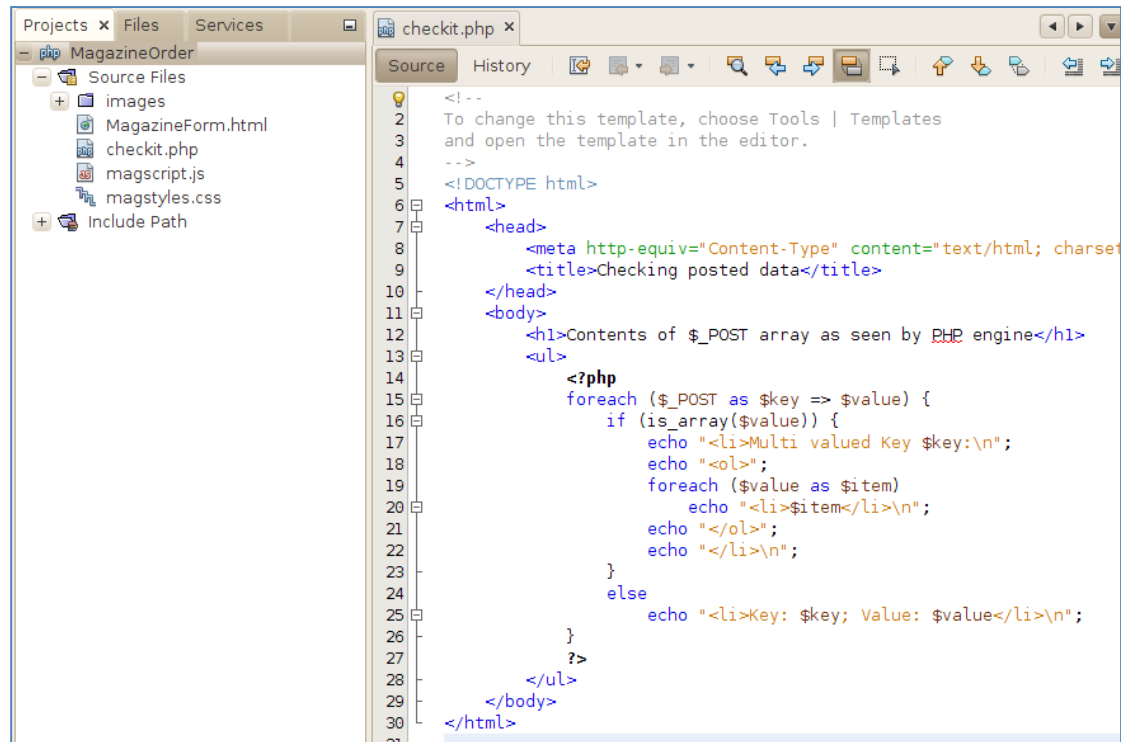 Projects Files Services
MagazineOrder
Source Files
images
MagazineForm.html
checkit.php
magscript.js
magstyles.css
Include Path
checkit.php
Source History
<!--
2 To change this template, choose Tools | Templates
3 and open the template in the editor.
4 -->
5 <!DOCTYPE html>
6 <html>
7 <head>
8 <meta http-equiv="Content-Type" content="text/html; charset
9 <title>Checking posted data</title>
10 </head>
11 <body>
12 <h1>Contents of $_POST array as seen by PHP engine</h1>
13 <ul>
14 <?php
15 foreach ($_POST as $key => $value) {
16 if (is_array($value)) {
17 echo "<li>Multi valued Key $key:\n";
18 echo "<ol>";
19 foreach ($value as $item)
20 echo "<li>$item</li>\n";
21 echo "</ol>";
22 echo "</li>\n";
23 }
24 else
25 echo "<li>Key: $key; Value: $value</li>\n";
26 }
27 ?>
28 </ul>
29 </body>
30 </html>
31